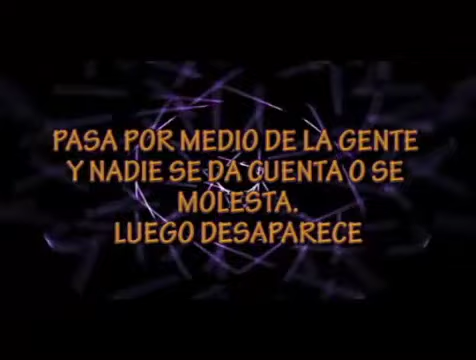 PASA POR MEDIO DE LA GENTE
Y NADIE SE DA CUENTA O SE
MOLESTA.
LUEGO DESAPARECE